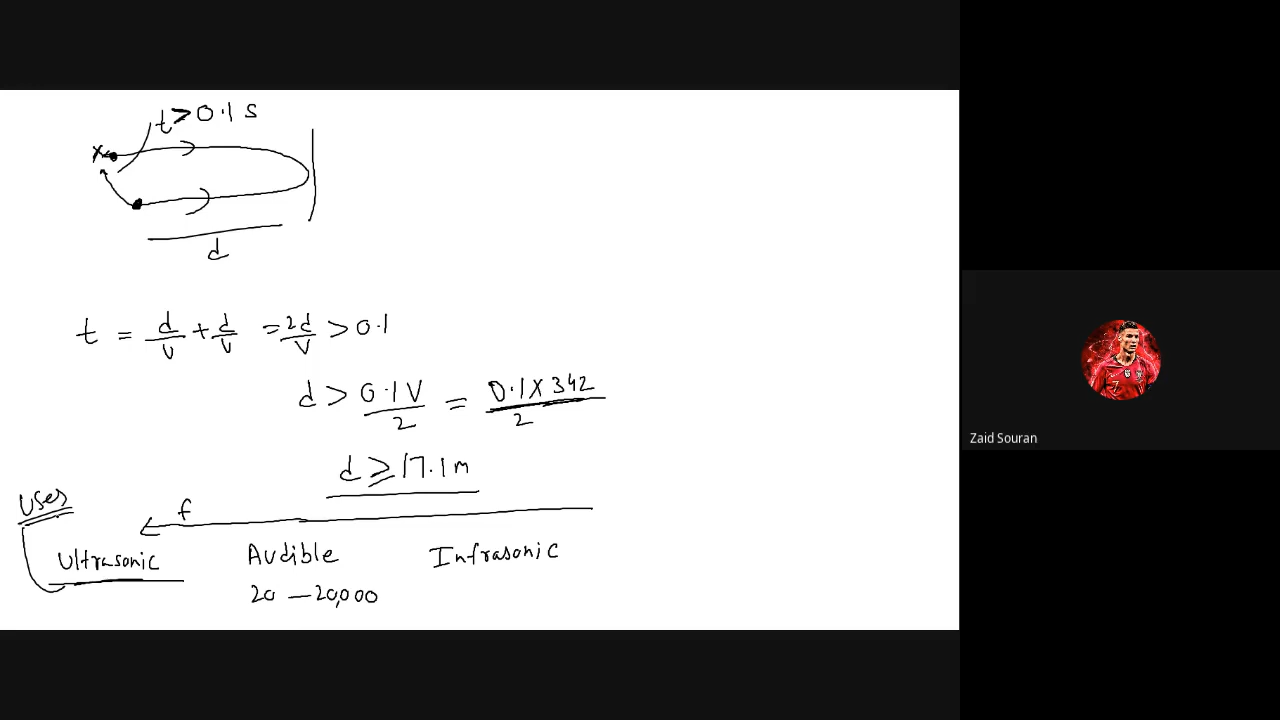 t > 0.1 s
x
d
t = d/v + d/v = 2d/V > 0.1
d > 0.1V/2 = 0.1 X 342/2
d ≥ 17.1 m
Uses
f
Ultrasonic Audible Infrasonic
20 — 20,000
7
Zaid Souran